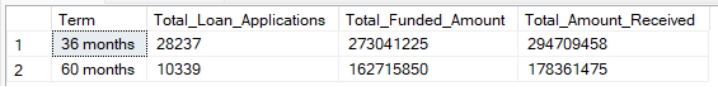 Term Total_Loan_Applications Total_Funded_Amount Total_Amount_Received
1 36 months 28237 273041225 294709458
2 60 months 10339 162715850 178361475